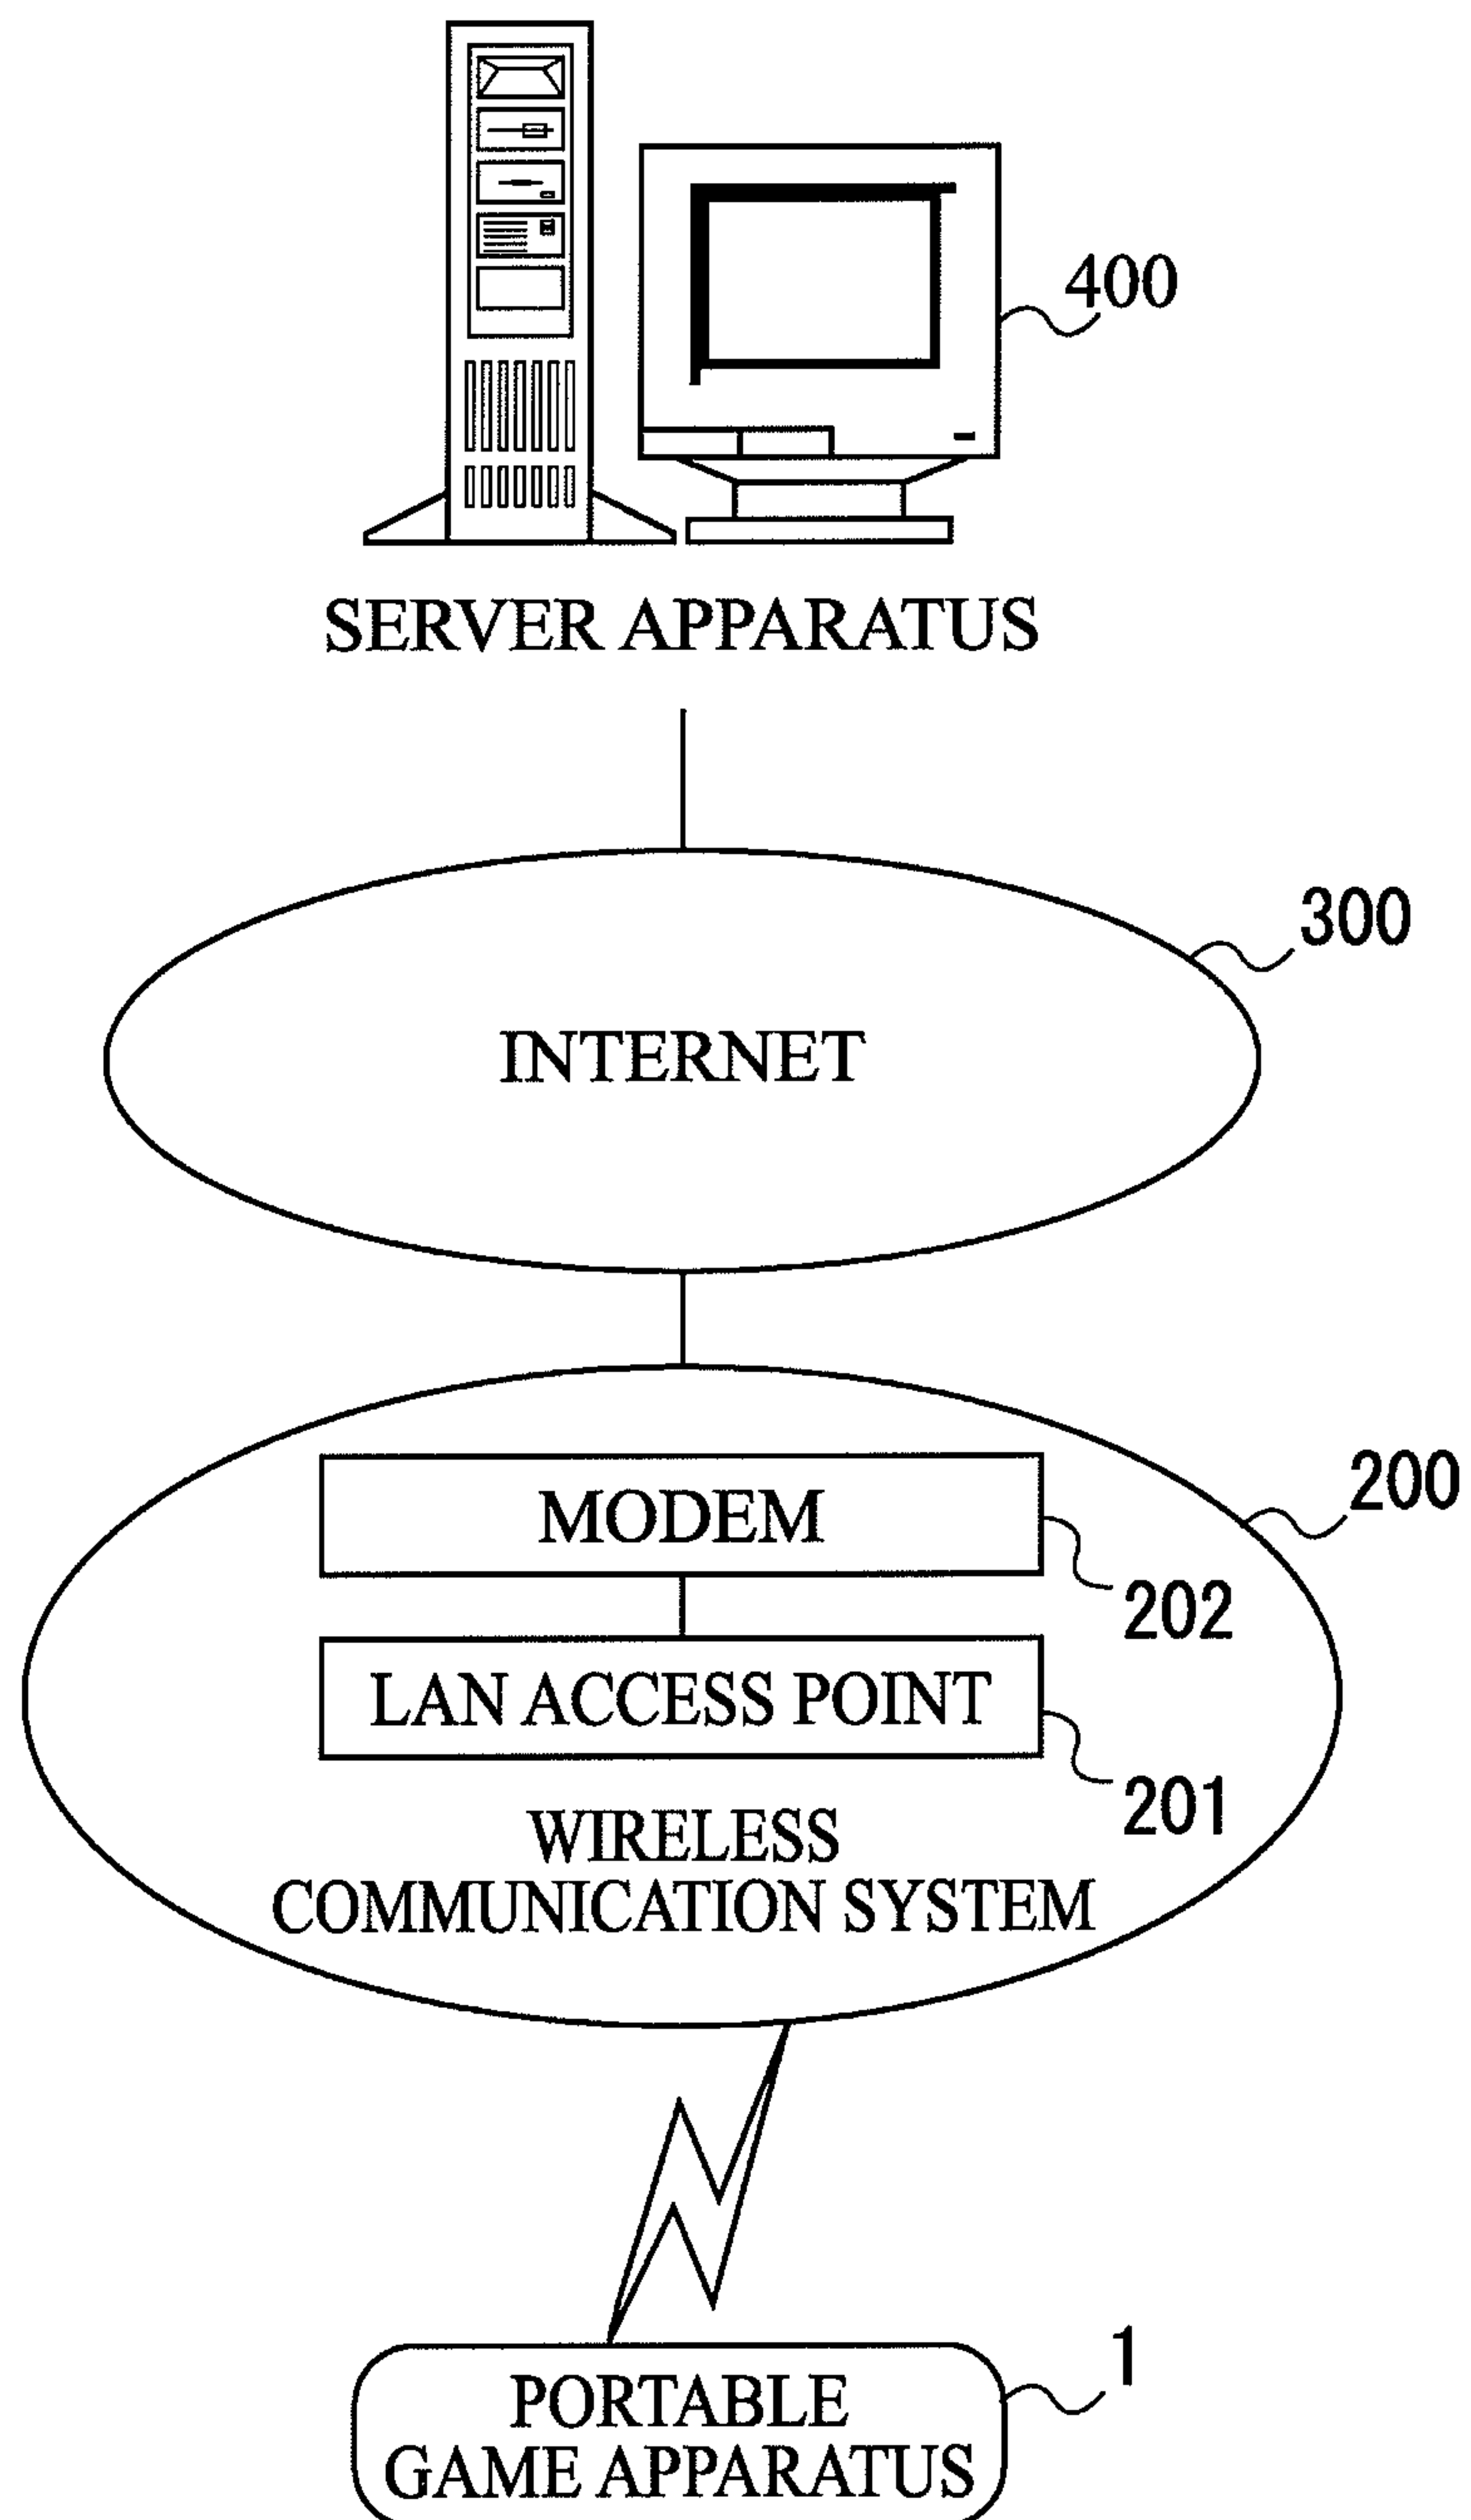 400
SERVER APPARATUS
300
INTERNET
200
MODEM
202
LAN ACCESS POINT
201
WIRELESS
COMMUNICATION SYSTEM
1
PORTABLE
GAME APPARATUS